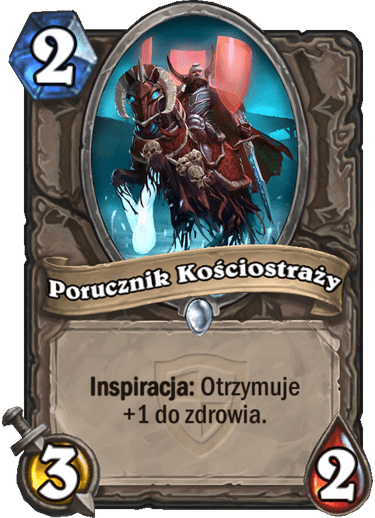 2
Porucznik Kościostraży
Inspiracja: Otrzymuje
+1 do zdrowia.
3
2